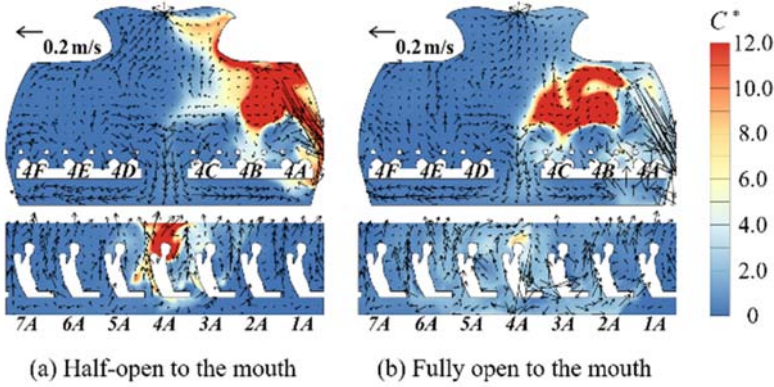 0.2 m/s
4F 4E 4D 4C 4B 4A
7A 6A 5A 4A 3A 2A 1A
(a) Half-open to the mouth
0.2 m/s
4F 4E 4D 4C 4B 4A
7A 6A 5A 4A 3A 2A 1A
(b) Fully open to the mouth
C*
12.0
10.0
8.0
6.0
4.0
2.0
0